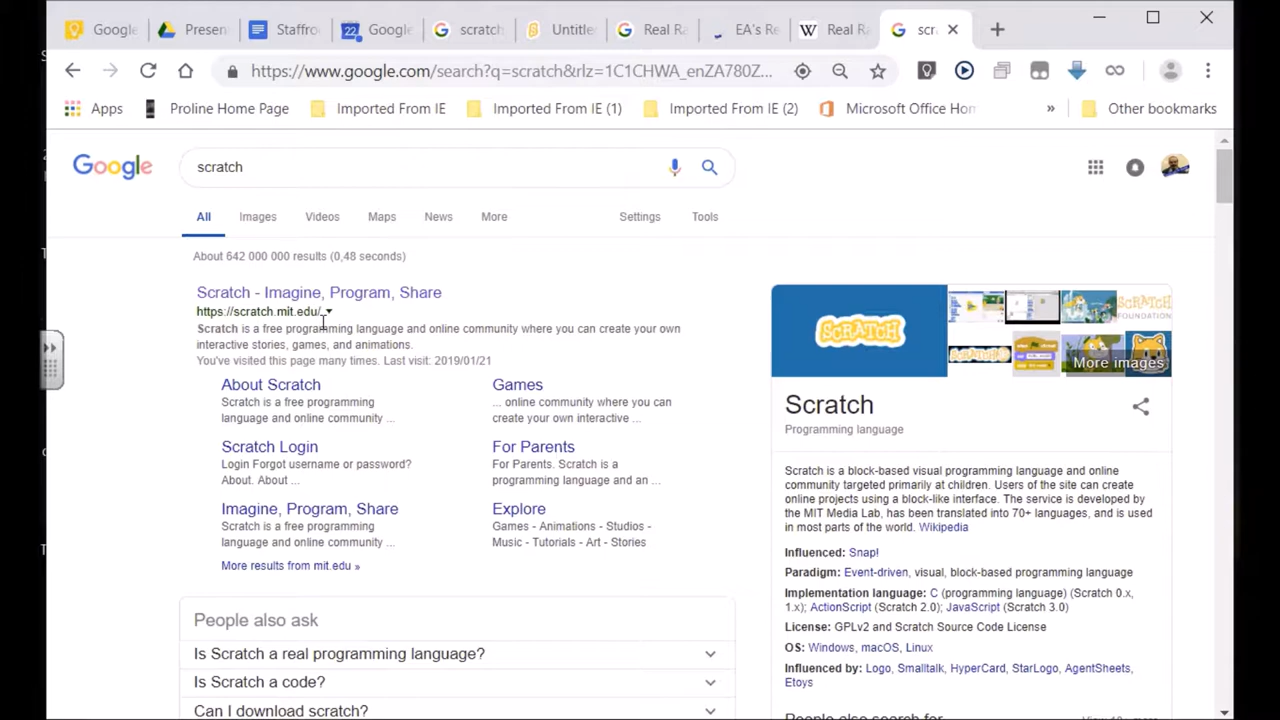 Google
Presen
Staffro
22
Google
scratch
Untitle
Real Ra
EA's Re
W
Real Ra
scr
https://www.google.com/search?q=scratch&rlz=1C1CHWA_enZA780Z...
Apps
Proline Home Page
Imported From IE
Imported From IE (1)
Imported From IE (2)
Microsoft Office Hom
»
Other bookmarks
Google
scratch
All
Images
Videos
Maps
News
More
Settings
Tools
About 642 000 000 results (0,48 seconds)
Scratch - Imagine, Program, Share
https://scratch.mit.edu/
Scratch is a free programming language and online community where you can create your own
interactive stories, games, and animations.
You've visited this page many times. Last visit: 2019/01/21
About Scratch
Scratch is a free programming
language and online community ...
Games
... online community where you can
create your own interactive ...
Scratch Login
Login Forgot username or password?
About. About ...
For Parents
For Parents. Scratch is a
programming language and an ...
Imagine, Program, Share
Scratch is a free programming
language and online community ...
Explore
Games - Animations - Studios -
Music - Tutorials - Art - Stories
More results from mit.edu »
People also ask
Is Scratch a real programming language?
Is Scratch a code?
Can I download scratch?
SCRATCH
SCRATCH
FOUNDATION
SCRATCH
More images
Scratch
Programming language
Scratch is a block-based visual programming language and online
community targeted primarily at children. Users of the site can create
online projects using a block-like interface. The service is developed by
the MIT Media Lab, has been translated into 70+ languages, and is used
in most parts of the world. Wikipedia
Influenced: Snap!
Paradigm: Event-driven, visual, block-based programming language
Implementation language: C (programming language) (Scratch 0.x,
1.x); ActionScript (Scratch 2.0); JavaScript (Scratch 3.0)
License: GPLv2 and Scratch Source Code License
OS: Windows, macOS, Linux
Influenced by: Logo, Smalltalk, HyperCard, StarLogo, AgentSheets,
Etoys
People also search for